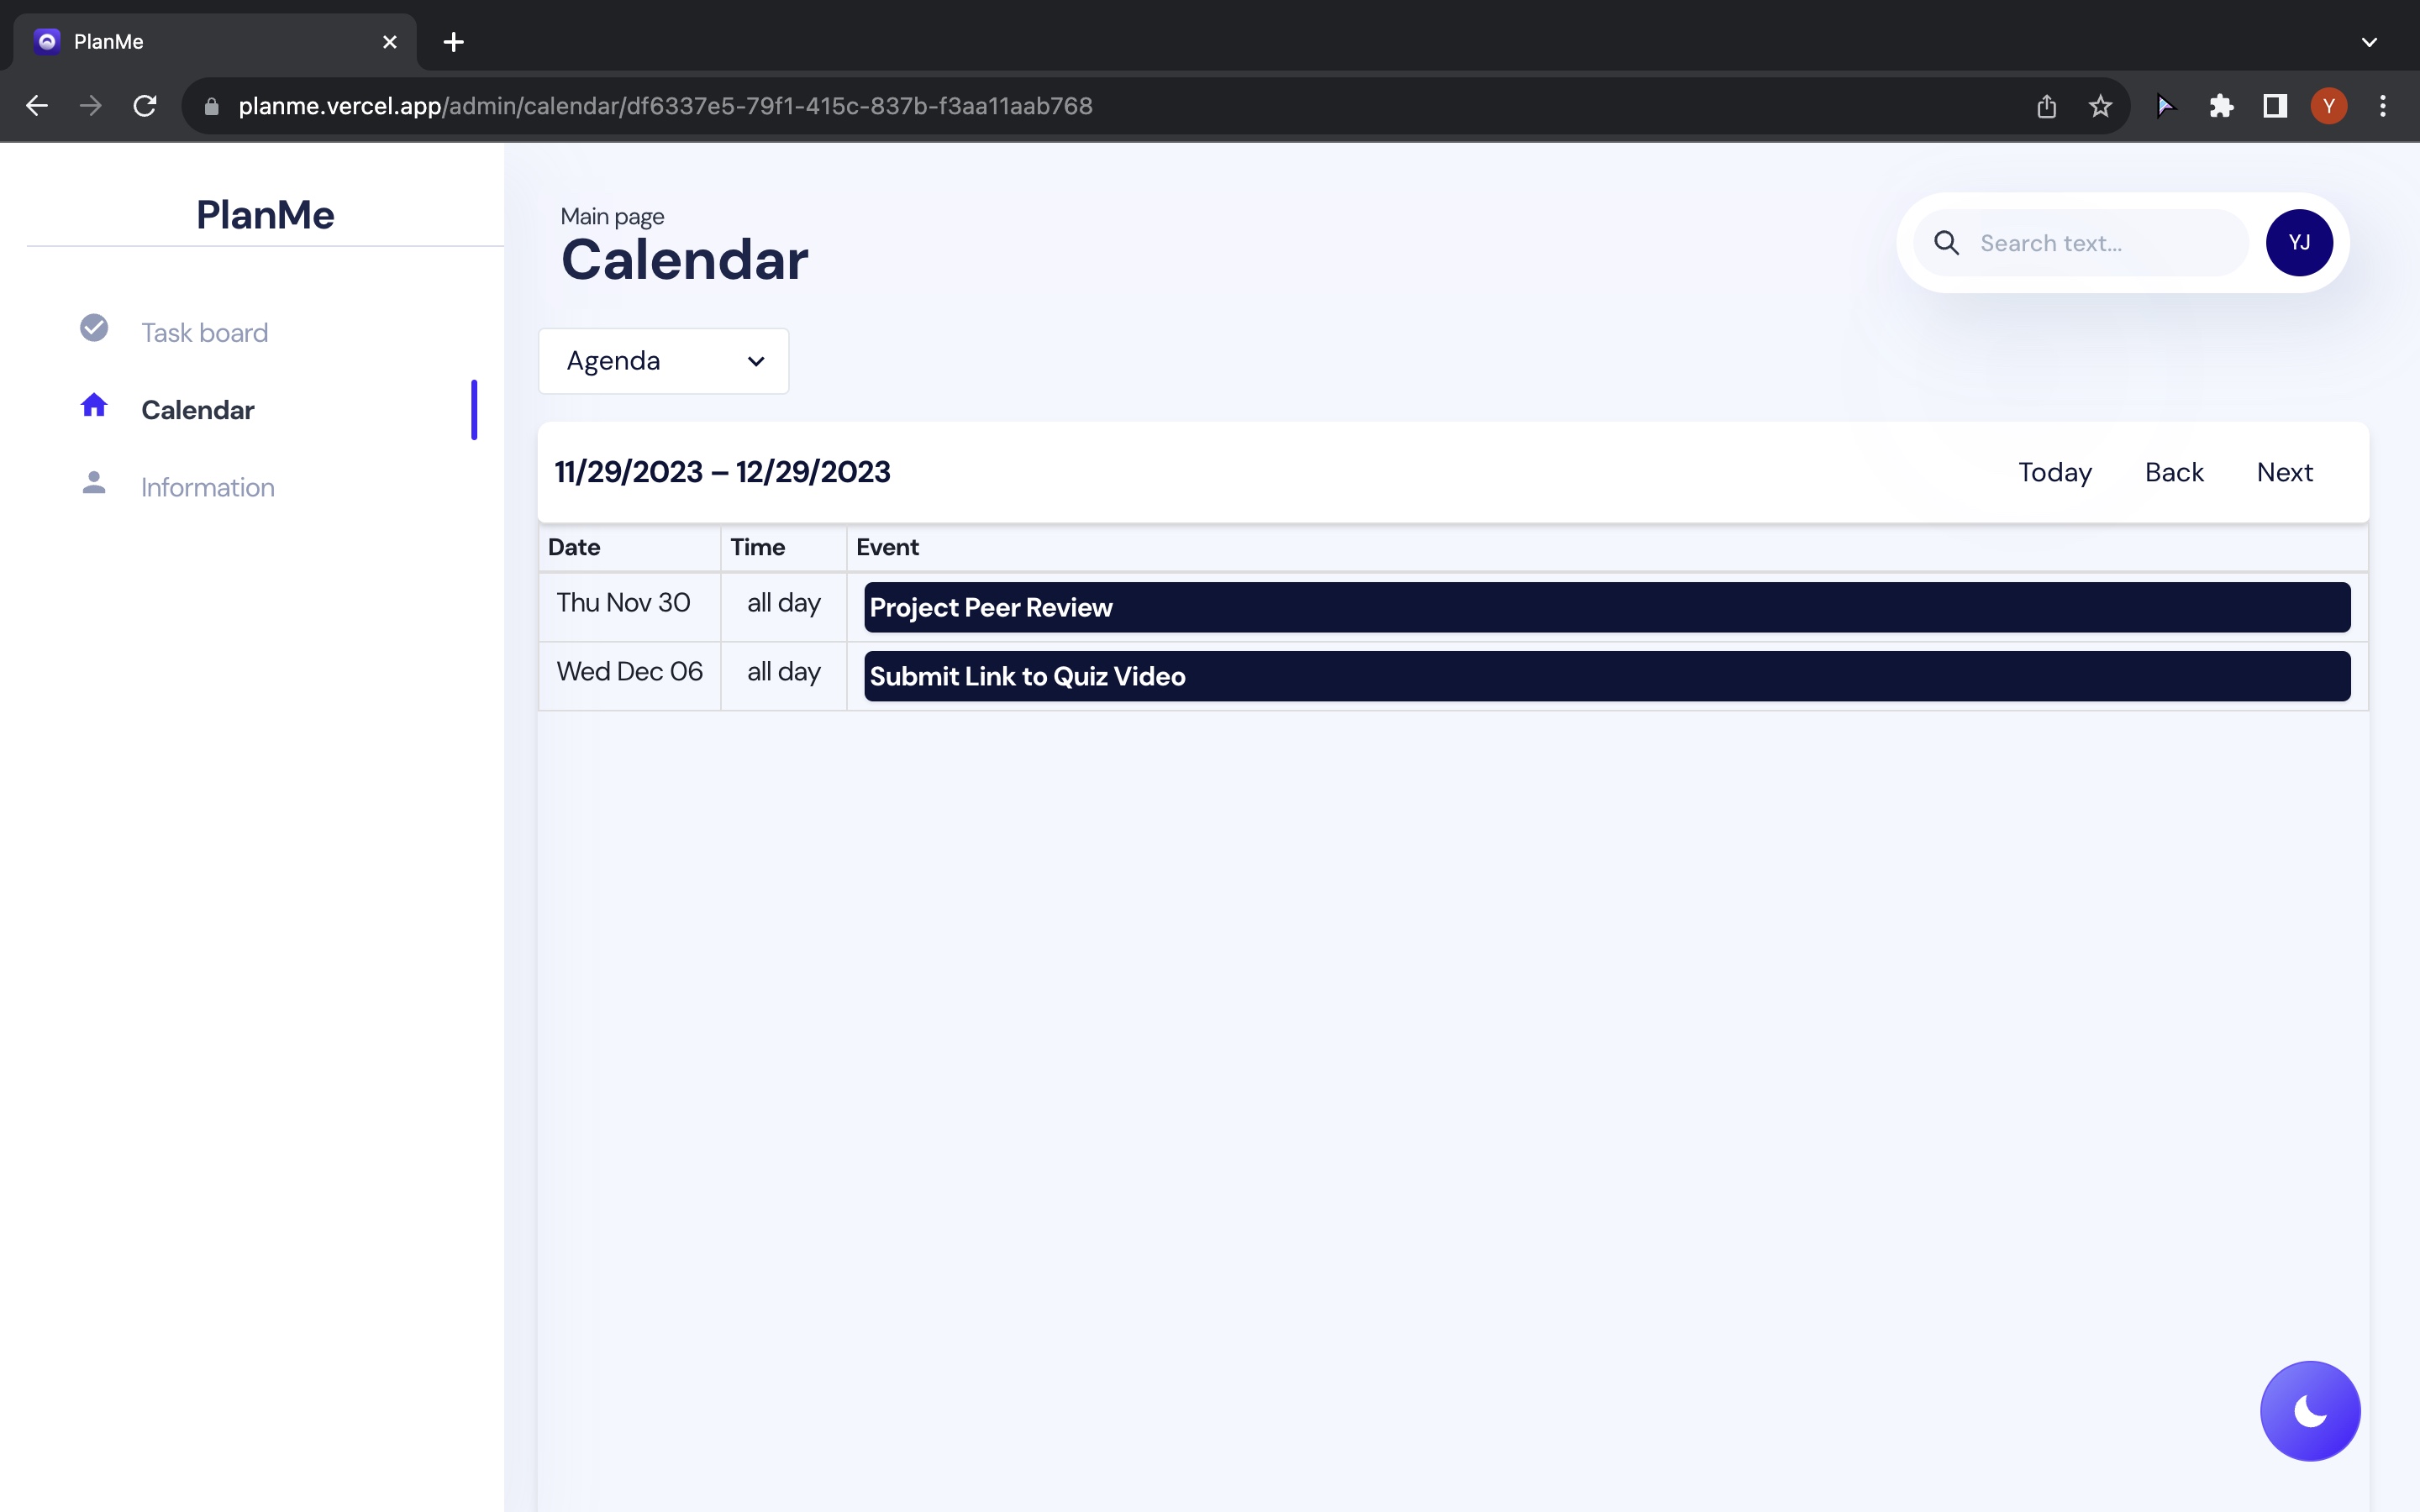 PlanMe
planme.vercel.app/admin/calendar/df6337e5-79f1-415c-837b-f3aa11aab768
Y
PlanMe
Task board
Calendar
Information
Main page
Calendar
Search text...
YJ
Agenda
11/29/2023 – 12/29/2023
Today Back Next
Date Time Event
Thu Nov 30 all day Project Peer Review
Wed Dec 06 all day Submit Link to Quiz Video